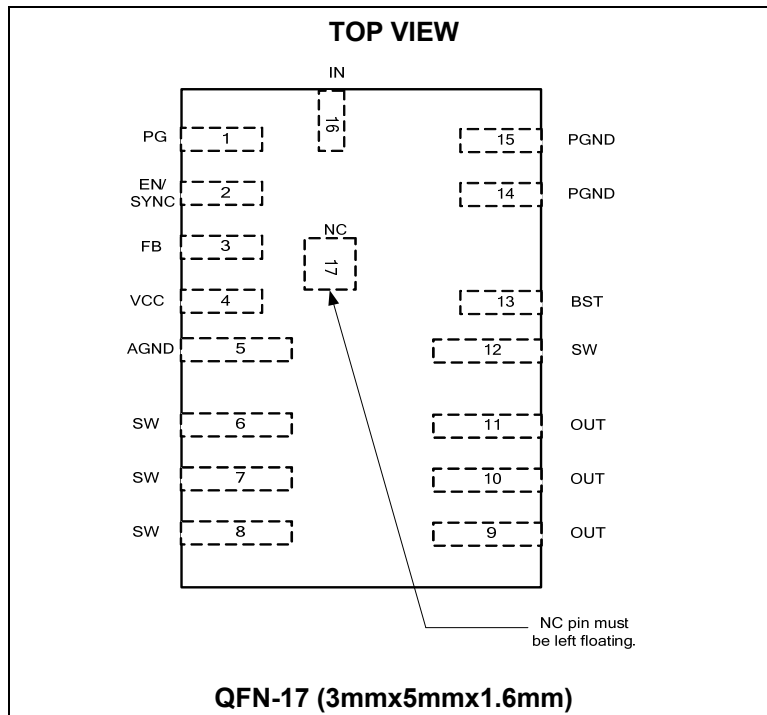 TOP VIEW
IN
16
PG 1
15 PGND
EN/
SYNC 2
14 PGND
FB 3
NC
17
VCC 4
13 BST
AGND 5
12 SW
SW 6
11 OUT
SW 7
10 OUT
SW 8
9 OUT
NC pin must
be left floating.
QFN-17 (3mmx5mmx1.6mm)